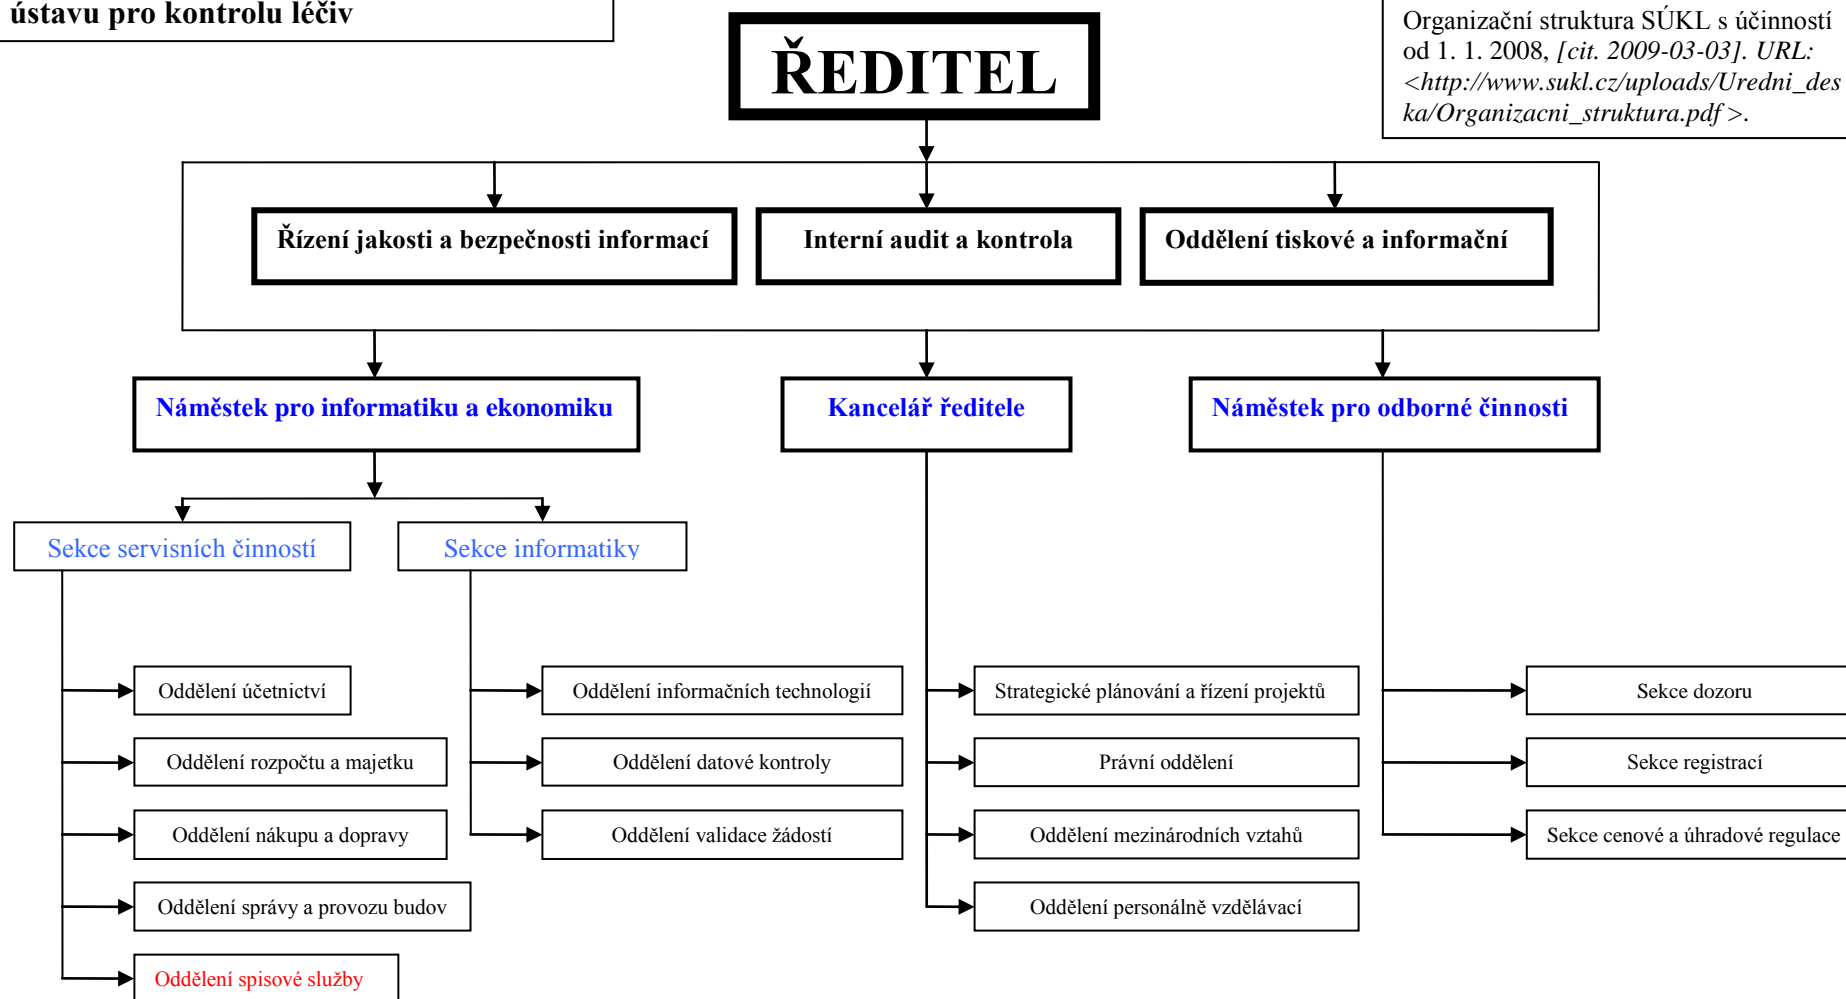 ústavu pro kontrolu léčiv
Organizační struktura SÚKL s účinností
od 1. 1. 2008, [cit. 2009-03-03]. URL:
<http://www.sukl.cz/uploads/Uredni_des
ka/Organizacni_struktura.pdf >.
ŘEDITEL
Řízení jakosti a bezpečnosti informací
Interní audit a kontrola
Oddělení tiskové a informační
Náměstek pro informatiku a ekonomiku
Kancelář ředitele
Náměstek pro odborné činnosti
Sekce servisních činností
Sekce informatiky
Oddělení účetnictví
Oddělení rozpočtu a majetku
Oddělení nákupu a dopravy
Oddělení správy a provozu budov
Oddělení spisové služby
Oddělení informačních technologií
Oddělení datové kontroly
Oddělení validace žádostí
Strategické plánování a řízení projektů
Právní oddělení
Oddělení mezinárodních vztahů
Oddělení personálně vzdělávací
Sekce dozoru
Sekce registrací
Sekce cenové a úhradové regulace